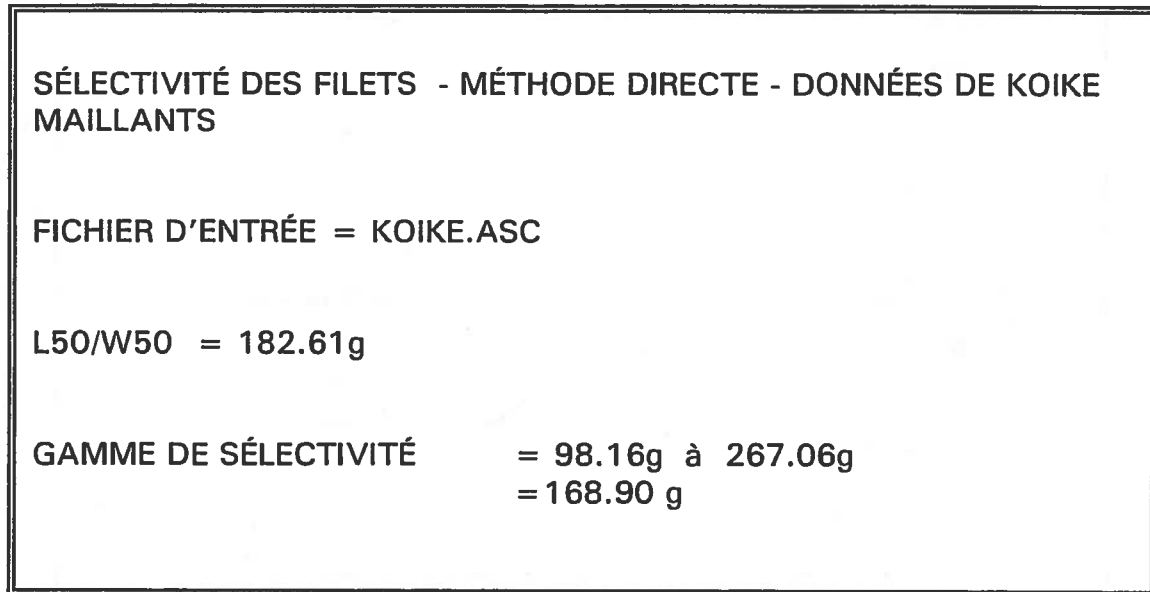 SÉLECTIVITÉ DES FILETS - MÉTHODE DIRECTE - DONNÉES DE KOIKE
MAILLANTS
FICHIER D'ENTRÉE = KOIKE.ASC
L50/W50 = 182.61g
GAMME DE SÉLECTIVITÉ = 98.16g à 267.06g
=168.90 g